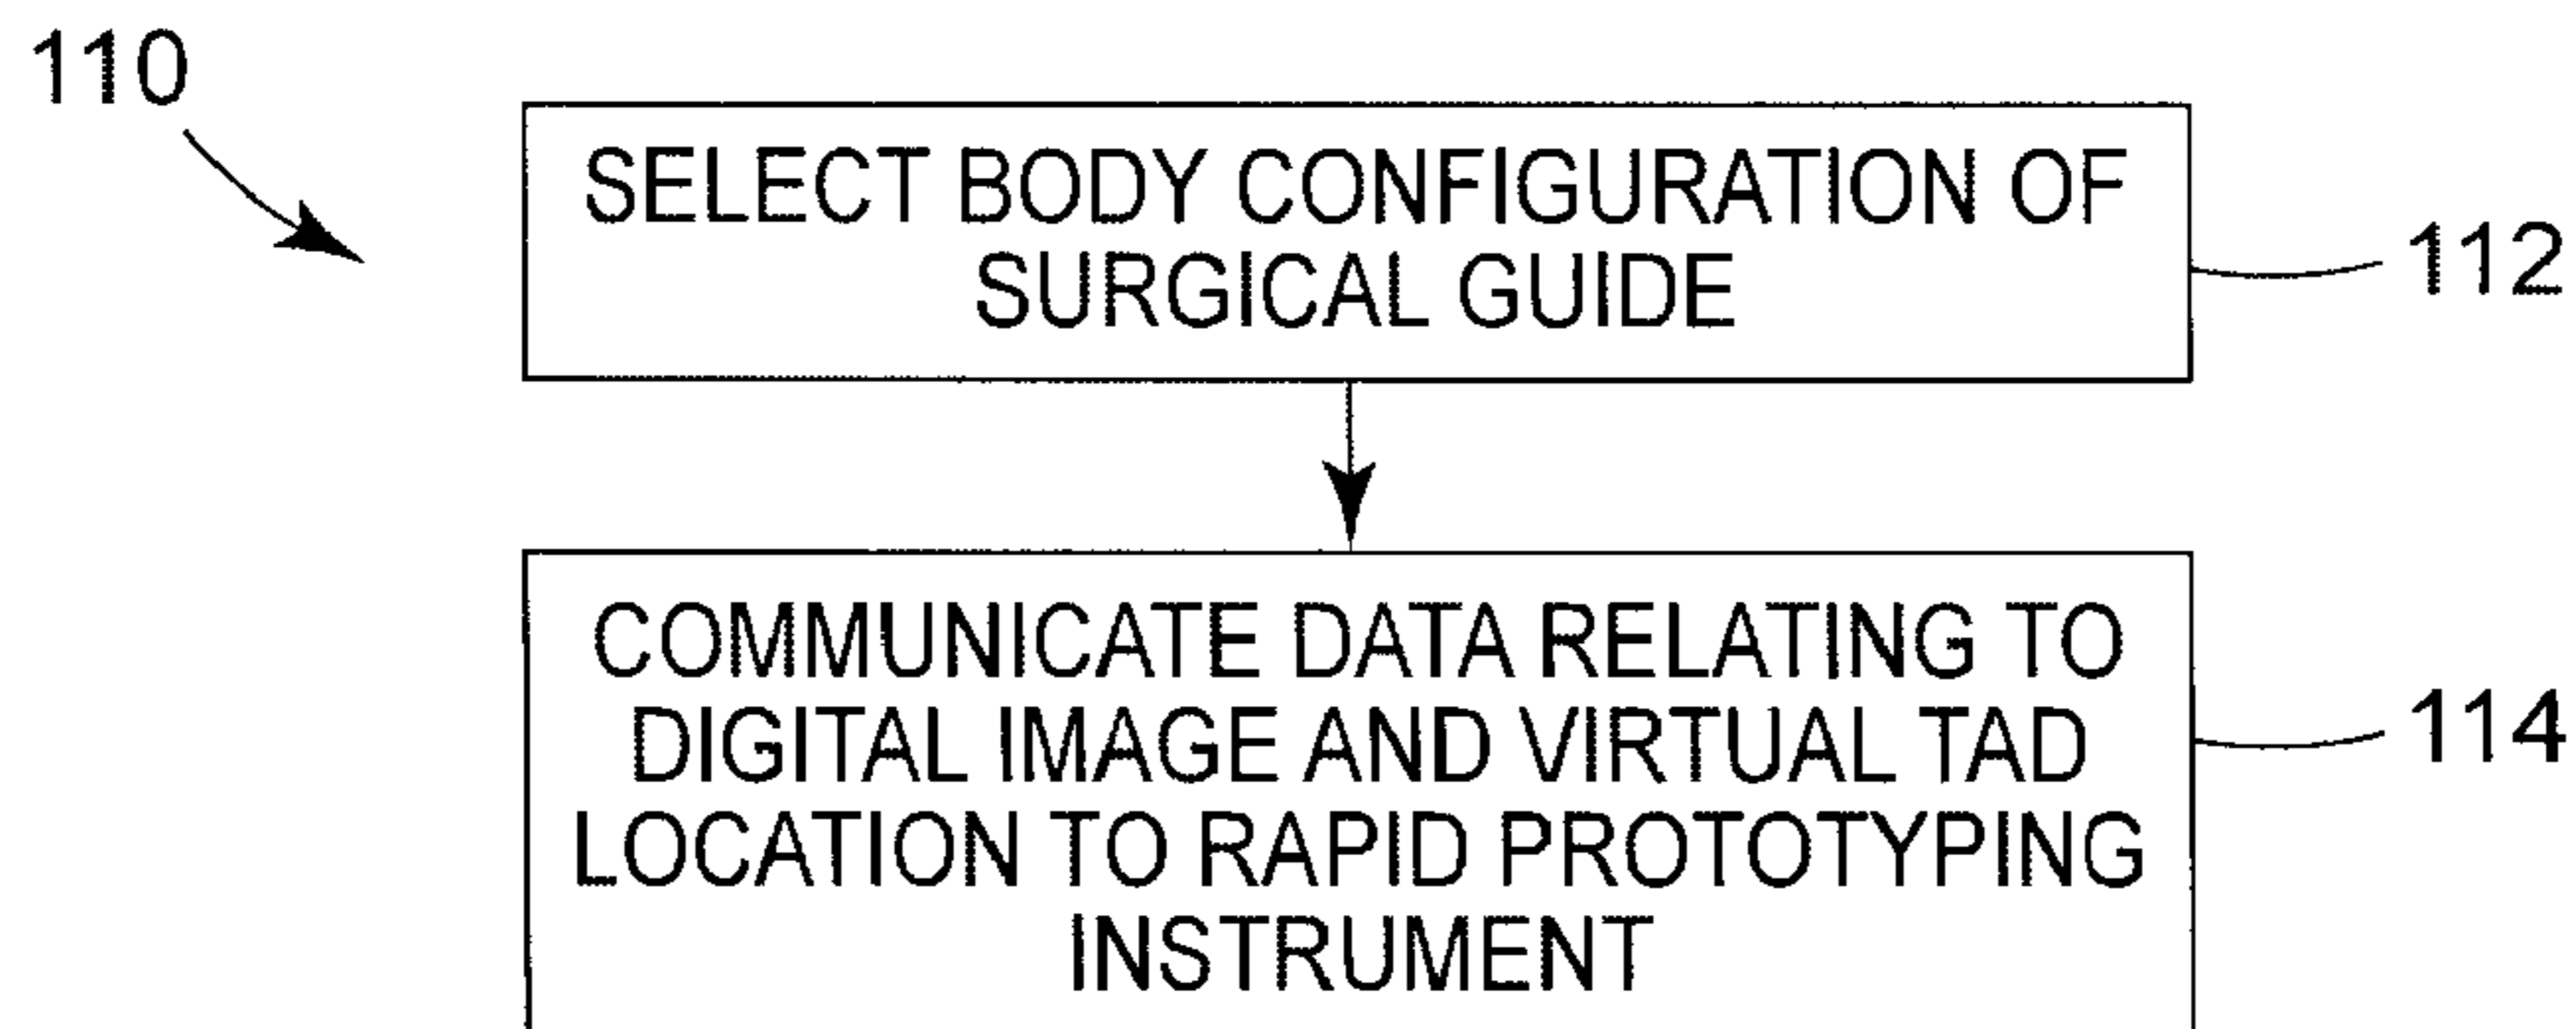 110
SELECT BODY CONFIGURATION OF
SURGICAL GUIDE
112
COMMUNICATE DATA RELATING TO
DIGITAL IMAGE AND VIRTUAL TAD
LOCATION TO RAPID PROTOTYPING
INSTRUMENT
114